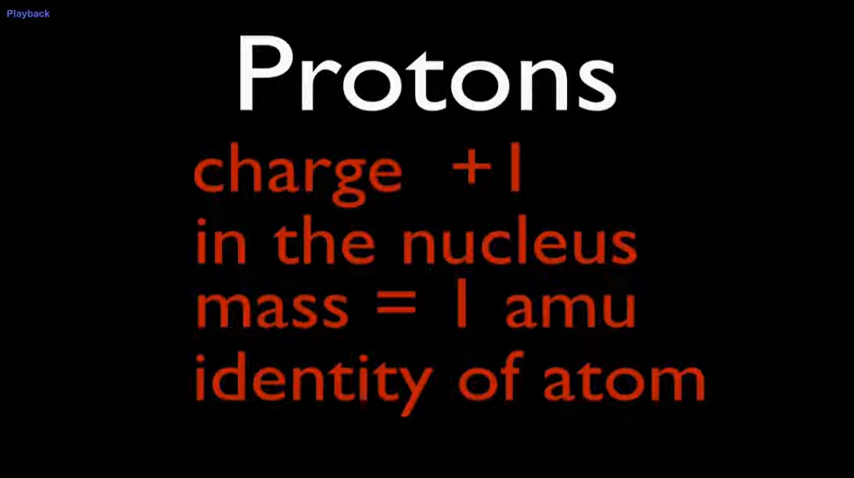 Playback
Protons
charge +1
in the nucleus
mass = 1 amu
identity of atom